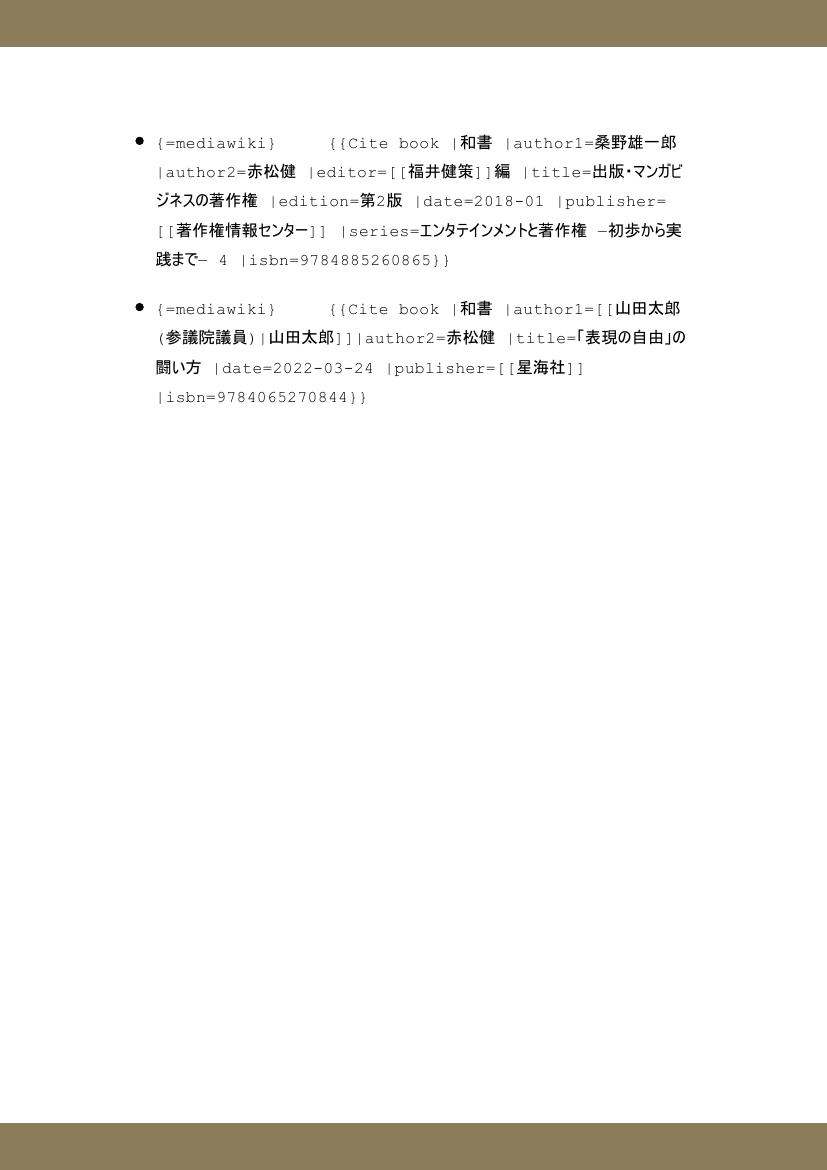 ● {=mediawiki} {{Cite book |和書 |author1=桑野雄一郎
|author2=赤松健 |editor=[[福井健策]]編 |title=出版・マンガビ
ジネスの著作権 |edition=第2版 |date=2018-01 |publisher=
[[著作権情報センター]] |series=エンタテインメントと著作権 —初歩から実
践まで— 4 |isbn=9784885260865}}
● {=mediawiki} {{Cite book |和書 |author1=[[山田太郎
(参議院議員)|山田太郎]]|author2=赤松健 |title=「表現の自由」の
闘い方 |date=2022-03-24 |publisher=[[星海社]]
|isbn=9784065270844}}